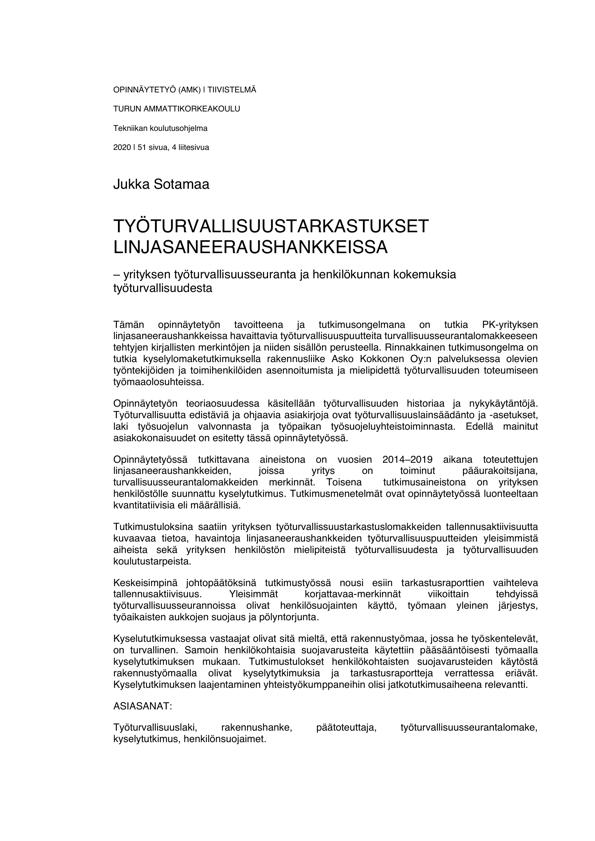 OPINNÄYTETYÖ (AMK) | TIIVISTELMÄ
TURUN AMMATTIKORKEAKOULU
Tekniikan koulutusohjelma
2020 | 51 sivua, 4 liitesivua
Jukka Sotamaa
TYÖTURVALLISUUSTARKASTUKSET
LINJASANEERAUSHANKKEISSA
– yrityksen työturvallisuusseuranta ja henkilökunnan kokemuksia
työturvallisuudesta
Tämän opinnäytetyön tavoitteena ja tutkimusongelmana on tutkia PK-yrityksen
linjasaneeraushankkeissa havaittavia työturvallisuuspuutteita turvallisuusseurantalomakkeeseen
tehtyjen kirjallisten merkintöjen ja niiden sisällön perusteella. Rinnakkainen tutkimusongelma on
tutkia kyselylomaketutkimuksella rakennusliike Asko Kokkonen Oy:n palveluksessa olevien
työntekijöiden ja toimihenkilöiden asennoitumista ja mielipidettä työturvallisuuden toteumiseen
työmaaolosuhteissa.
Opinnäytetyön teoriaosuudessa käsitellään työturvallisuuden historiaa ja nykykäytäntöjä.
Työturvallisuutta edistäviä ja ohjaavia asiakirjoja ovat työturvallisuuslainsäädäntö ja -asetukset,
laki työsuojelun valvonnasta ja työpaikan työsuojeluyhteistoiminnasta. Edellä mainitut
asiakokonaisuudet on esitetty tässä opinnäytetyössä.
Opinnäytetyössä tutkittavana aineistona on vuosien 2014–2019 aikana toteutettujen
linjasaneeraushankkeiden, joissa yritys on toiminut pääurakoitsijana,
turvallisuusseurantalomakkeiden merkinnät. Toisena tutkimusaineistona on yrityksen
henkilöstölle suunnattu kyselytutkimus. Tutkimusmenetelmät ovat opinnäytetyössä luonteeltaan
kvantitatiivisia eli määrällisiä.
Tutkimustuloksina saatiin yrityksen työturvallissuustarkastuslomakkeiden tallennusaktiivisuutta
kuvaavaa tietoa, havaintoja linjasaneeraushankkeiden työturvallisuuspuutteiden yleisimmistä
aiheista sekä yrityksen henkilöstön mielipiteistä työturvallisuudesta ja työturvallisuuden
koulutustarpeista.
Keskeisimpinä johtopäätöksinä tutkimustyössä nousi esiin tarkastusraporttien vaihteleva
tallennusaktiivisuus. Yleisimmät korjattavaa-merkinnät viikoittain tehdyissä
työturvallisuusseurannoissa olivat henkilösuojainten käyttö, työmaan yleinen järjestys,
työaikaisten aukkojen suojaus ja pölyntorjunta.
Kyselututkimuksessa vastaajat olivat sitä mieltä, että rakennustyömaa, jossa he työskentelevät,
on turvallinen. Samoin henkilökohtaisia suojavarusteita käytettiin pääsääntöisesti työmaalla
kyselytutkimuksen mukaan. Tutkimustulokset henkilökohtaisten suojavarusteiden käytöstä
rakennustyömaalla olivat kyselytytkimuksia ja tarkastusraportteja verrattessa eriävät.
Kyselytutkimuksen laajentaminen yhteistyökumppaneihin olisi jatkotutkimusaiheena relevantti.
ASIASANAT:
Työturvallisuuslaki, rakennushanke, päätoteuttaja, työturvallisuusseurantalomake,
kyselytutkimus, henkilönsuojaimet.